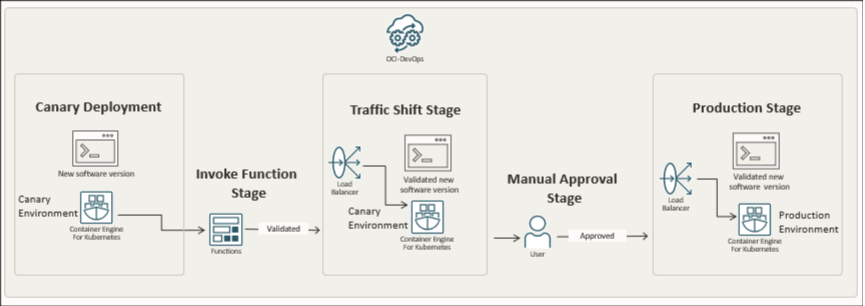 OCI-DevOps
Canary Deployment
New software version
Canary
Environment
Container Engine
For Kubernetes
Invoke Function
Stage
Functions
Validated
Traffic Shift Stage
Load
Balancer
Validated new
software version
Canary
Environment
Container Engine
For Kubernetes
Manual Approval
Stage
User
Approved
Production Stage
Load
Balancer
Validated new
software version
Container Engine
For Kubernetes
Production
Environment